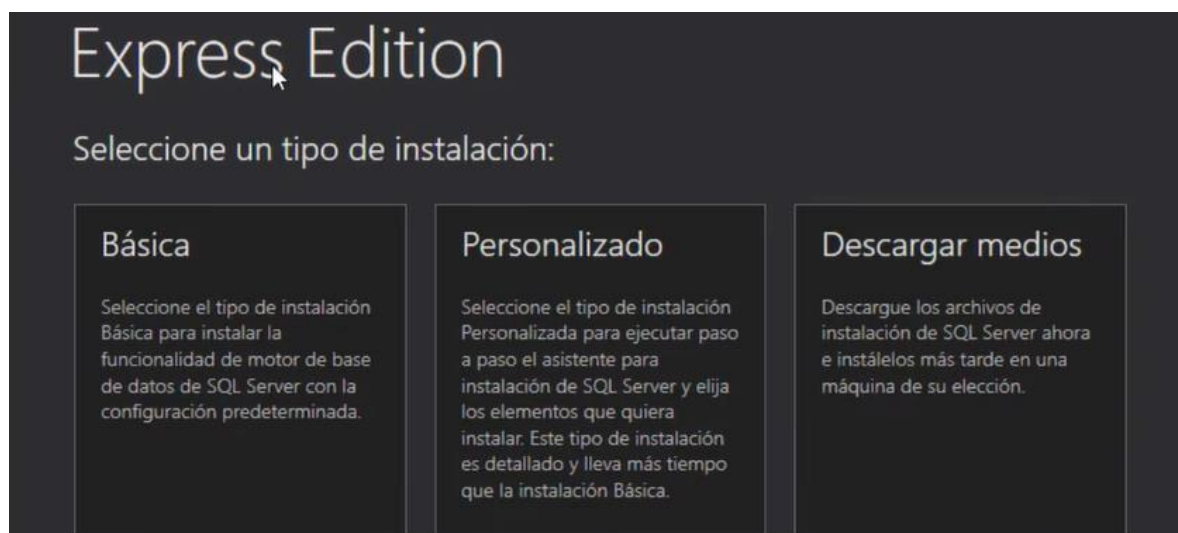 Express Edition
Seleccione un tipo de instalación:
Básica
Seleccione el tipo de instalación
Básica para instalar la
funcionalidad de motor de base
de datos de SQL Server con la
configuración predeterminada.
Personalizado
Seleccione el tipo de instalación
Personalizada para ejecutar paso
a paso el asistente para
instalación de SQL Server y elija
los elementos que quiera
instalar. Este tipo de instalación
es detallado y lleva más tiempo
que la instalación Básica.
Descargar medios
Descargue los archivos de
instalación de SQL Server ahora
e instálelos más tarde en una
máquina de su elección.